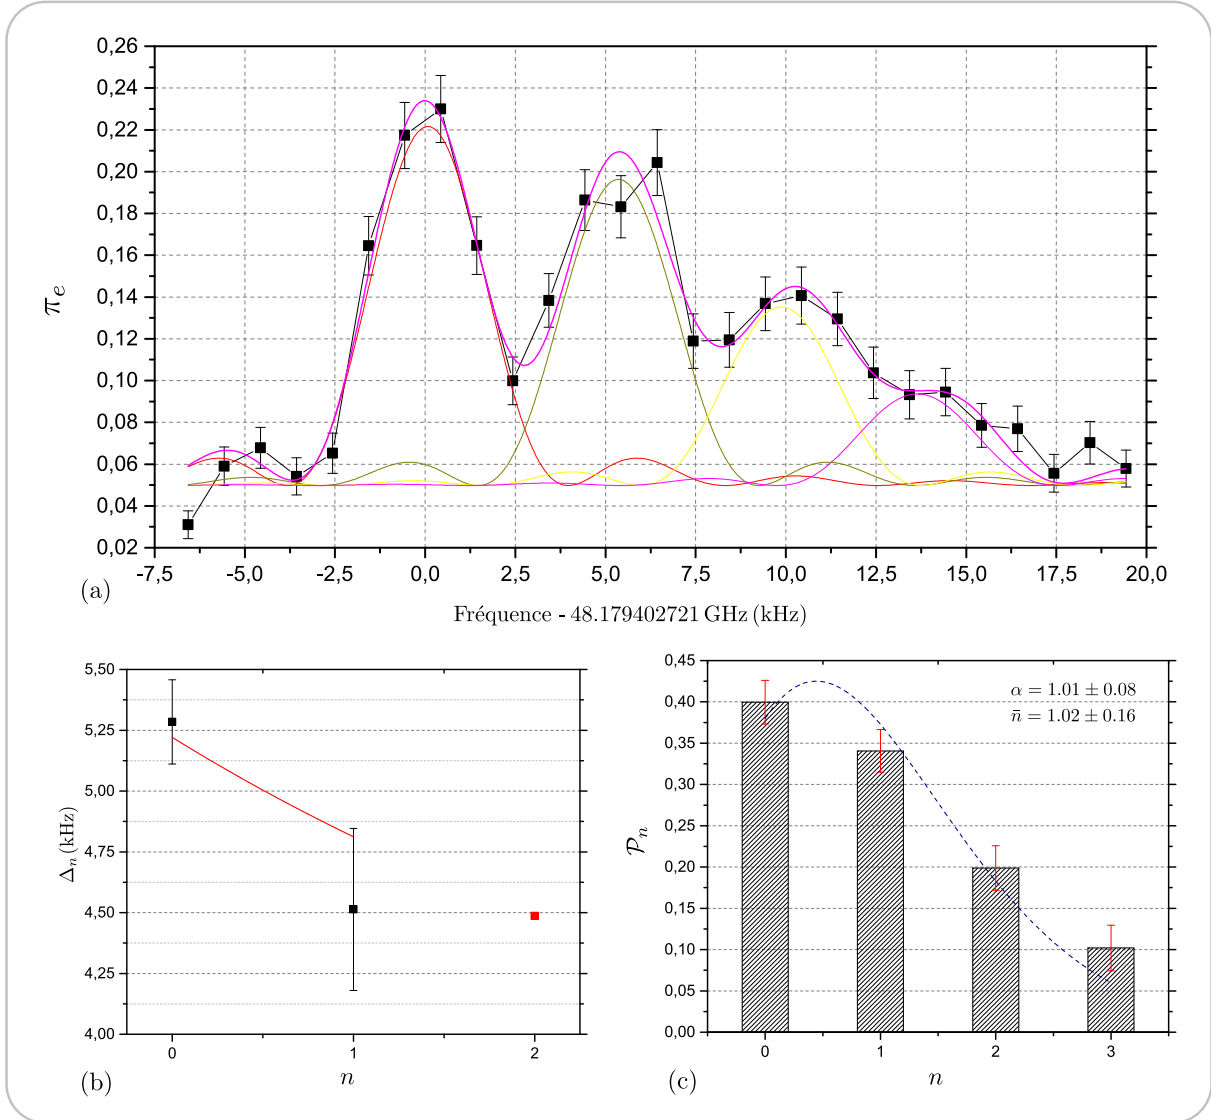 0,26
0,24
0,22
0,20
0,18
0,16
0,14
0,12
0,10
0,08
0,06
0,04
0,02
π_e
-7,5 -5,0 -2,5 0,0 2,5 5,0 7,5 10,0 12,5 15,0 17,5 20,0
(a)
Fréquence - 48.179402721 GHz (kHz)
5,50
5,25
5,00
4,75
4,50
4,25
4,00
Δ_n (kHz)
0 1 2
n
(b)
0,45
0,40
0,35
0,30
0,25
0,20
0,15
0,10
0,05
0,00
𝒫_n
α = 1.01 ± 0.08
n̄ = 1.02 ± 0.16
0 1 2 3
n
(c)